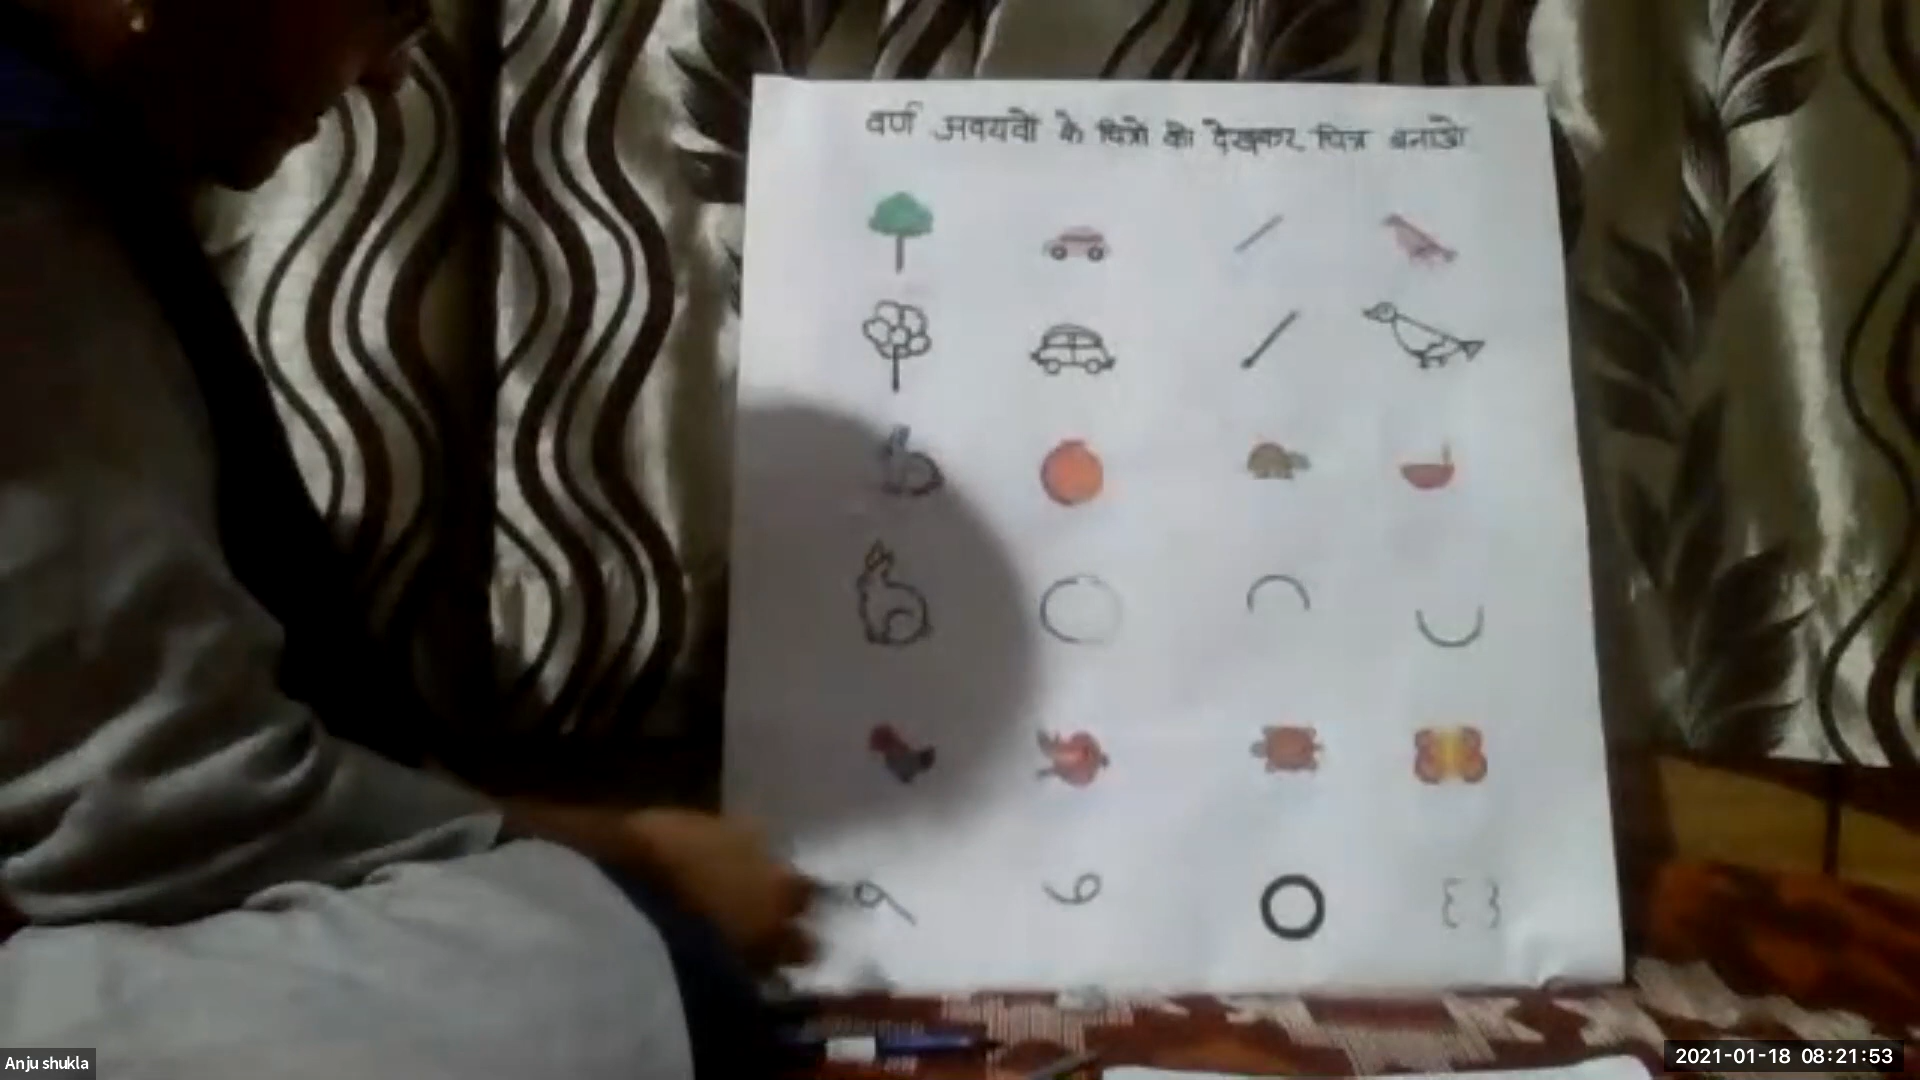 वर्ण अवयवों के चित्रों को देखकर चित्र बनाओ
Anju shukla
2021-01-18 08:21:53